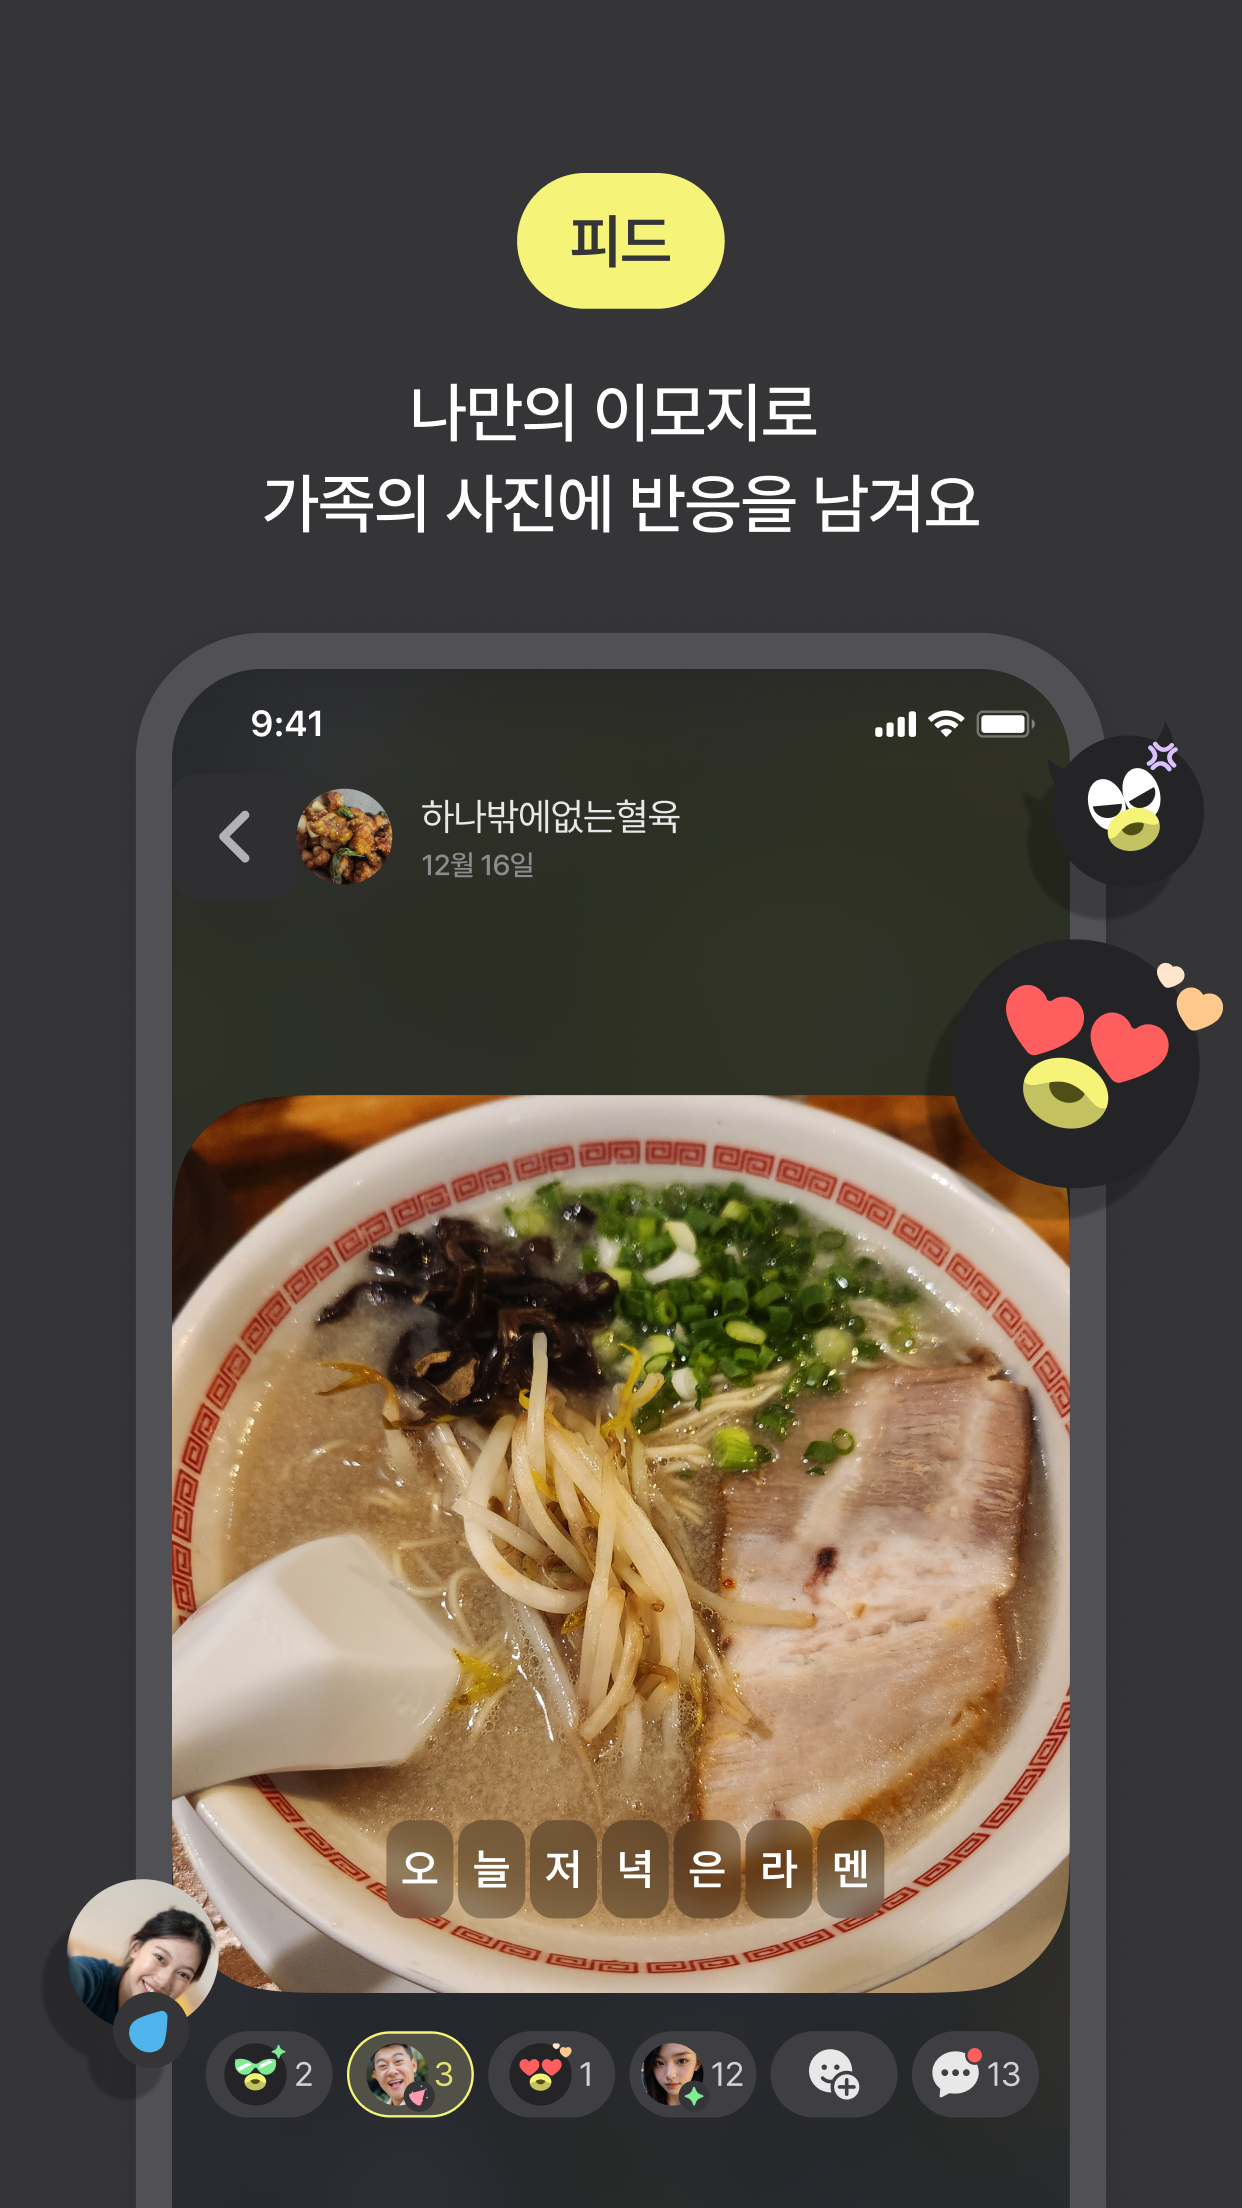 피드
나만의 이모지로
가족의 사진에 반응을 남겨요
9:41
하나밖에없는혈육
12월 16일
오늘저녁은라멘
2 3 1 12 13